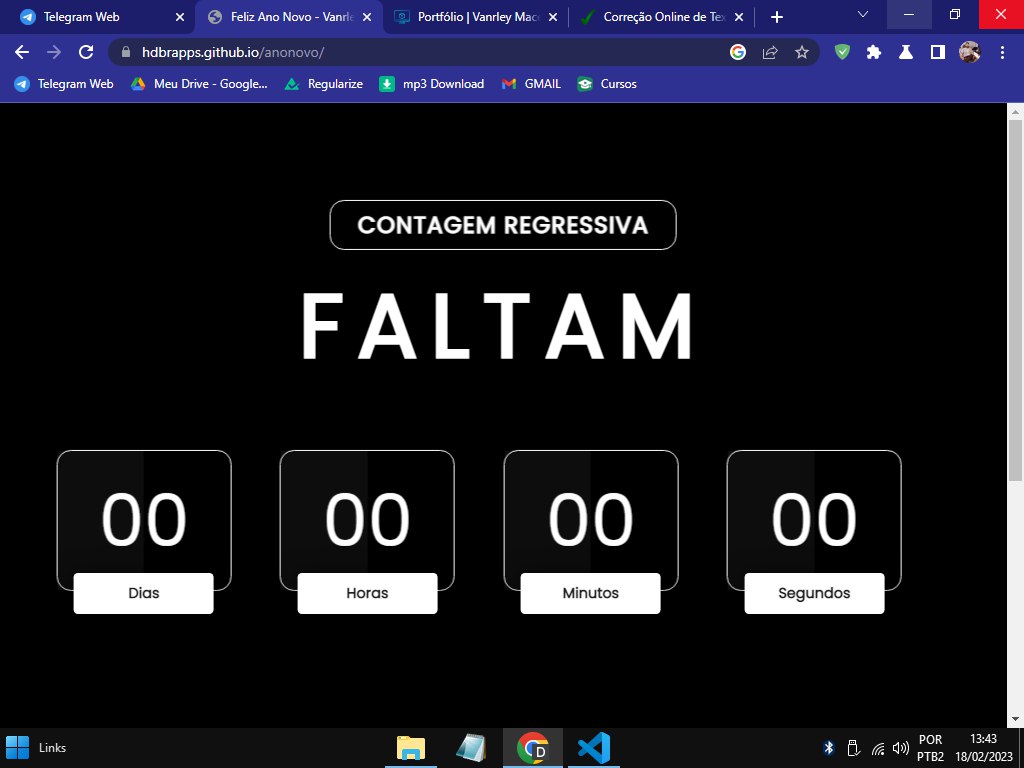 Telegram Web
Feliz Ano Novo - Vanrle
Portfólio | Vanrley Mace
Correção Online de Tex
hdbrapps.github.io/anonovo/
Telegram Web
Meu Drive - Google...
Regularize
mp3 Download
GMAIL
Cursos
CONTAGEM REGRESSIVA
FALTAM
00
00
00
00
Dias
Horas
Minutos
Segundos
Links
D
POR
PTB2
13:43
18/02/2023